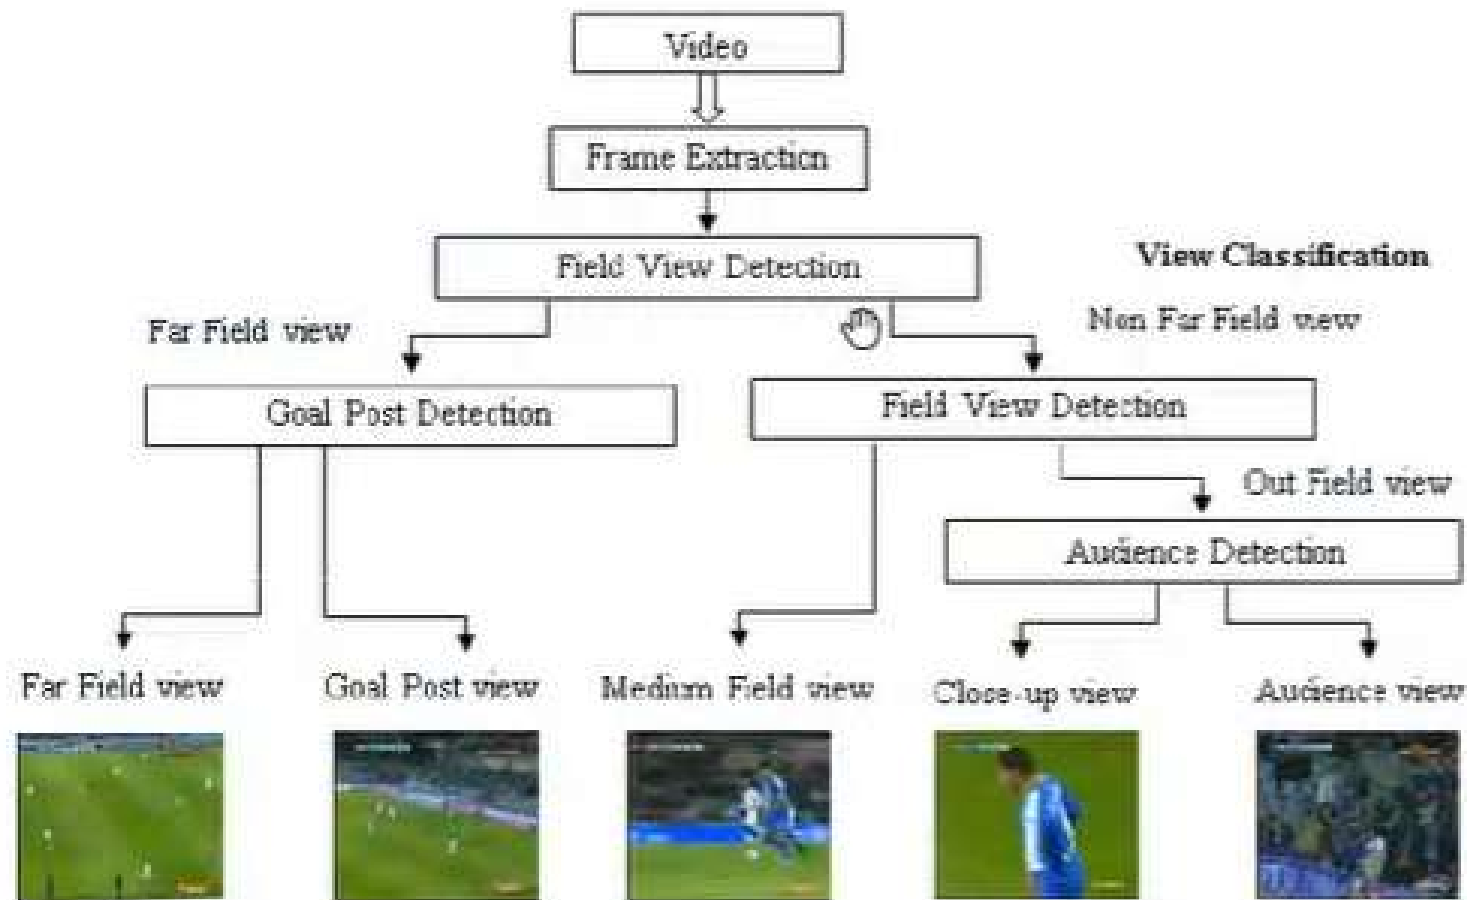 Video
Frame Extraction
Field View Detection
View Classification
Far Field view
Non Far Field view
Goal Post Detection
Field View Detection
Out Field view
Audience Detection
Far Field view
Goal Post view
Medium Field view
Close-up view
Audience view